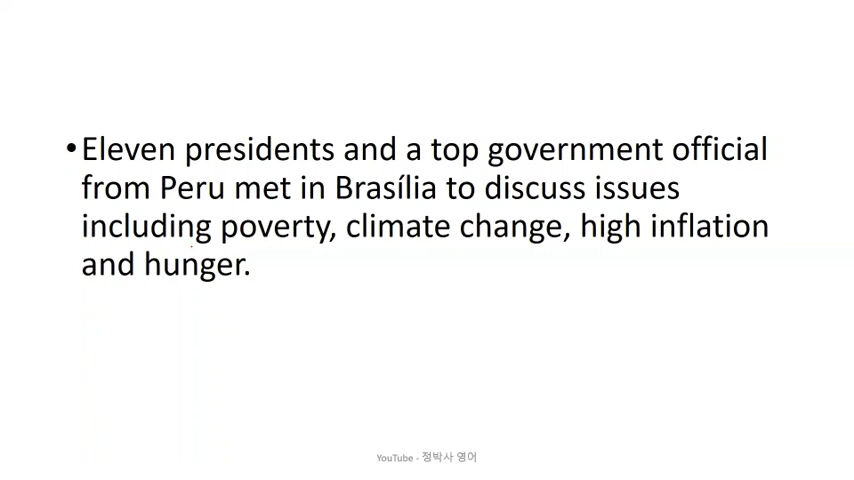 •Eleven presidents and a top government official
from Peru met in Brasília to discuss issues
including poverty, climate change, high inflation
and hunger.
YouTube - 정박사 영어